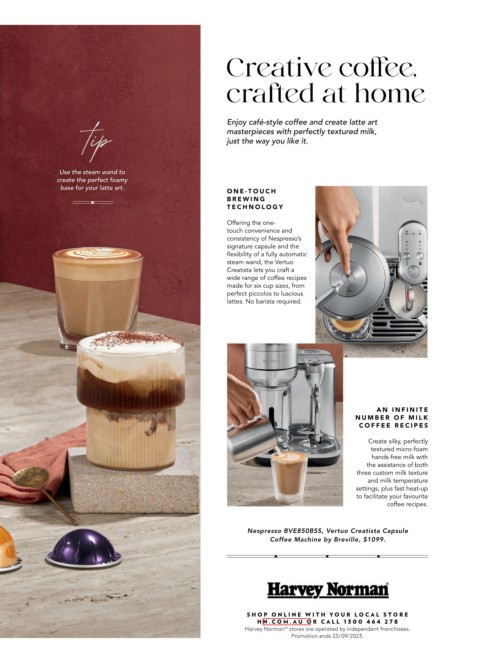 Creative coffee,
crafted at home
Enjoy café-style coffee and create latte art
masterpieces with perfectly textured milk,
just the way you like it.
tip
Use the steam wand to
create the perfect foamy
base for your latte art.
ONE-TOUCH
BREWING
TECHNOLOGY
Offering the one-
touch convenience and
consistency of Nespresso's
signature capsule and the
flexibility of a fully automatic
steam wand, the Vertuo
Creatista lets you craft a
wide range of coffee recipes
made for six cup sizes, from
perfect piccolos to luscious
lattes. No barista required.
AN INFINITE
NUMBER OF MILK
COFFEE RECIPES
Create silky, perfectly
textured micro-foam
hands-free milk with
the assistance of both
three custom milk texture
and milk temperature
settings, plus fast heat-up
to facilitate your favourite
coffee recipes.
Nespresso BVE850BSS, Vertuo Creatista Capsule
Coffee Machine by Breville, $1099.
Harvey Norman
SHOP ONLINE WITH YOUR LOCAL STORE
HN.COM.AU OR CALL 1300 464 278
Harvey Norman® stores are operated by independent franchisees.
Promotion ends 23/09/2023.